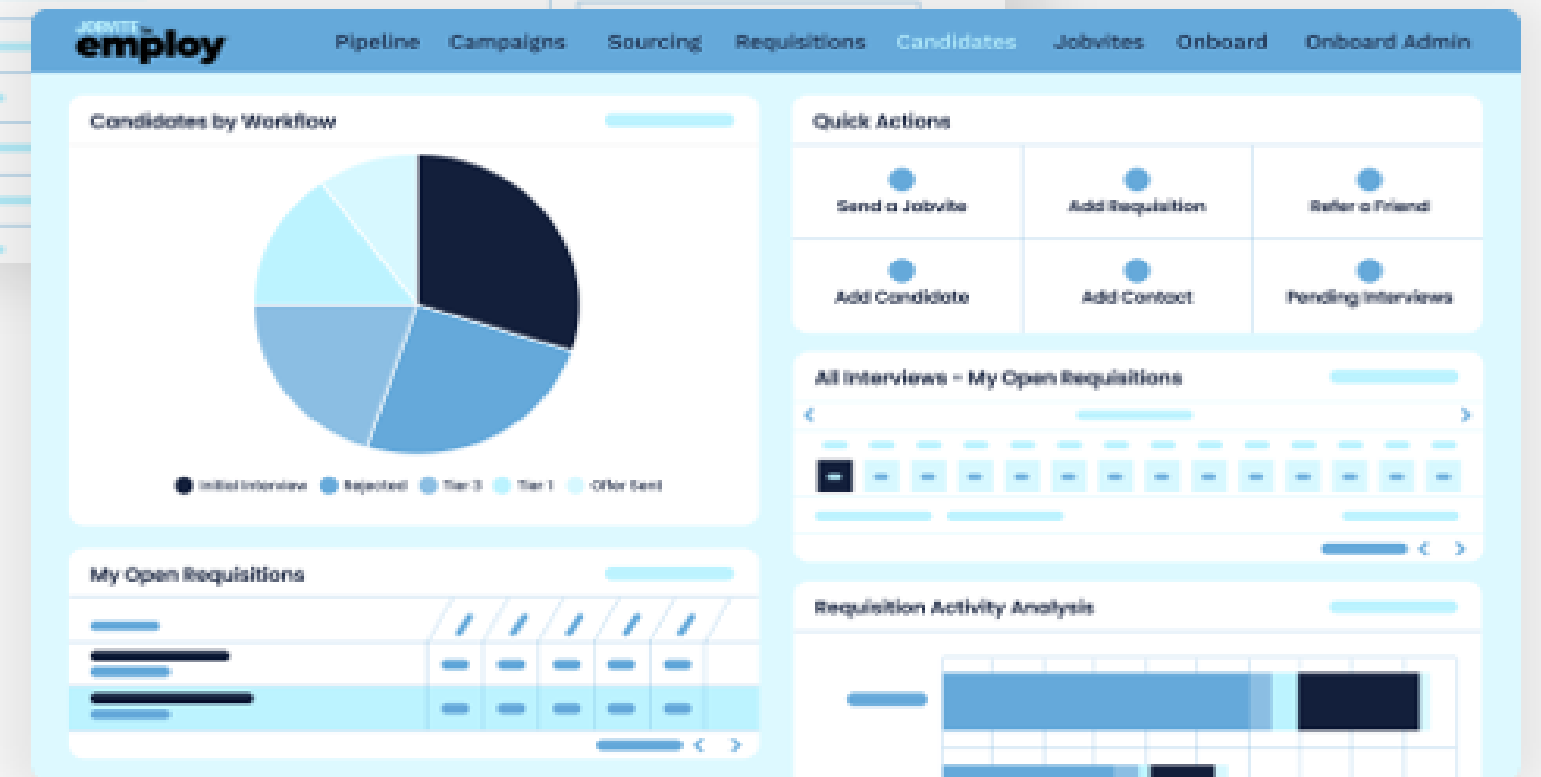 JOBVITE
employ
Pipeline Campaigns Sourcing Requisitions Candidates Jobvites Onboard Onboard Admin
Candidates by Workflow
Initial Interview Rejected Tier 3 Tier 1 Offer Sent
Quick Actions
Send a Jobvite Add Requisition Refer a Friend
Add Candidate Add Contact Pending Interviews
All Interviews - My Open Requisitions
My Open Requisitions
Requisition Activity Analysis